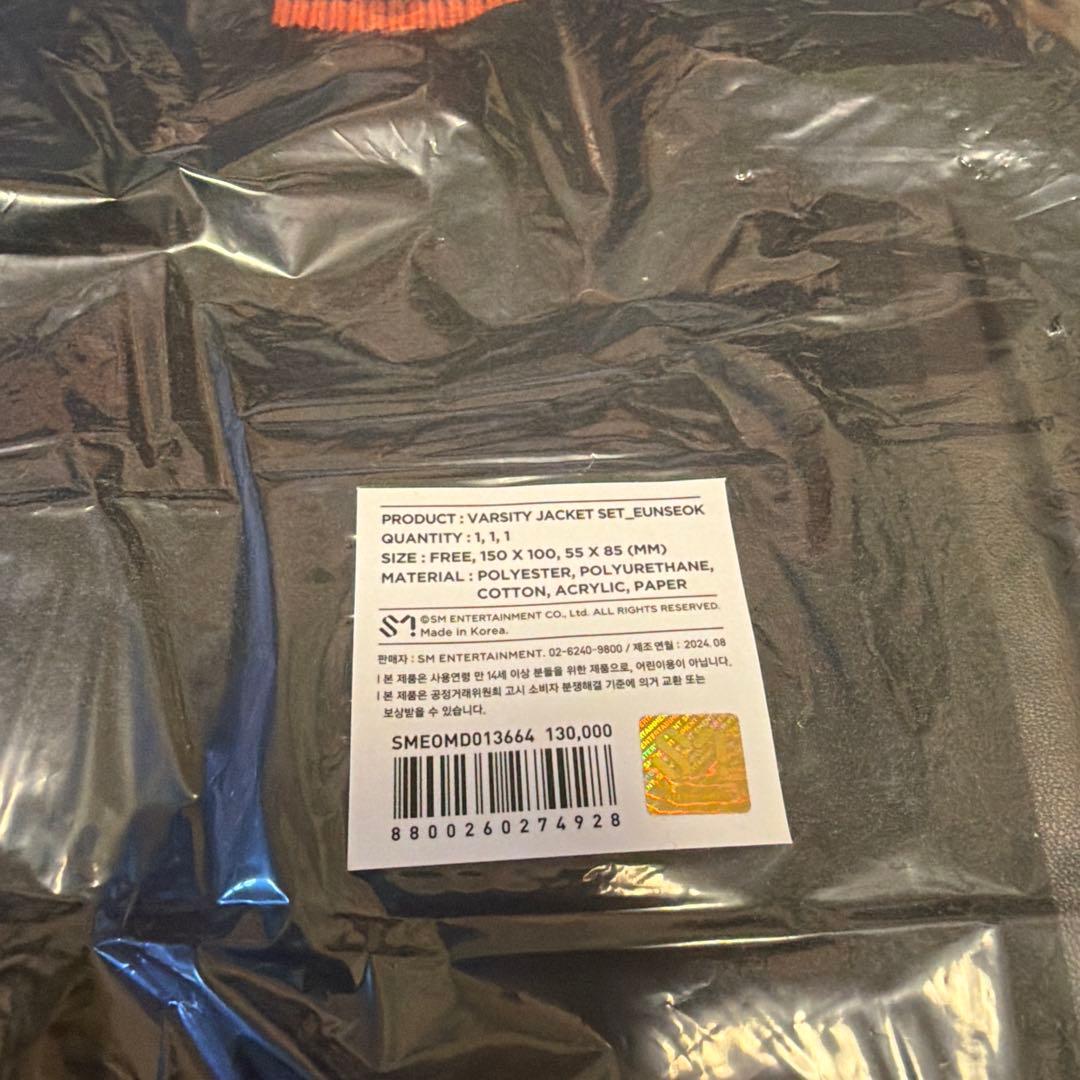 PRODUCT : VARSITY JACKET SET_EUNSEOK
QUANTITY : 1, 1, 1
SIZE : FREE, 150 X 100, 55 X 85 (MM)
MATERIAL : POLYESTER, POLYURETHANE,
COTTON, ACRYLIC, PAPER
SM ©SM ENTERTAINMENT CO., Ltd. ALL RIGHTS RESERVED.
Made in Korea.
판매자 : SM ENTERTAINMENT. 02-6240-9800 / 제조연월 : 2024.08
I 본 제품은 사용연령 만 14세 이상 분들을 위한 제품으로, 어린이용이 아닙니다.
I 본 제품은 공정거래위원회 고시 소비자 분쟁해결 기준에 의거 교환 또는
보상받을 수 있습니다.
SMEOMD013664 130,000
8800260274928